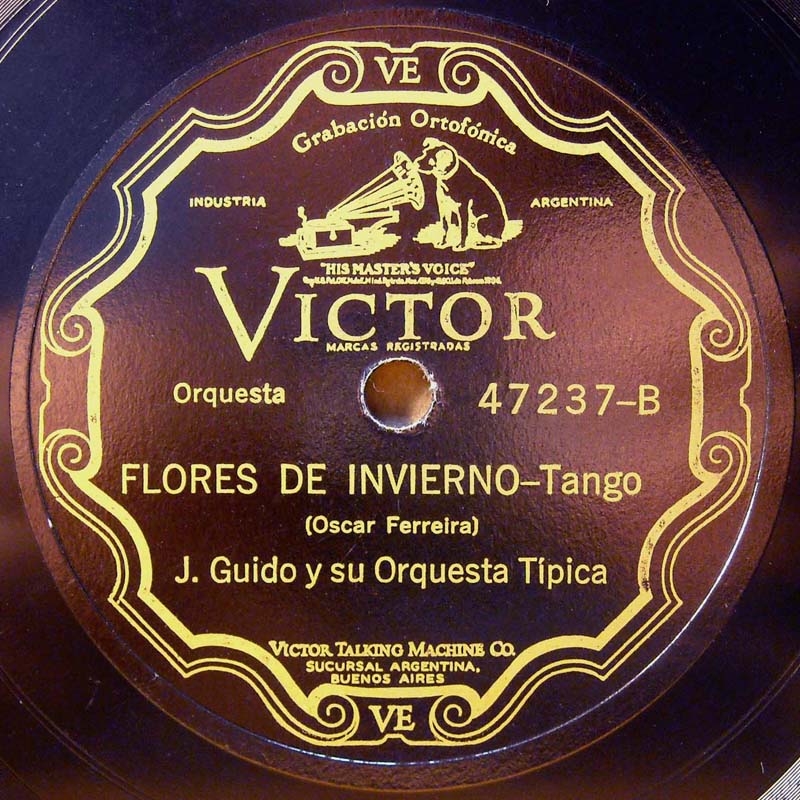 VE
Grabación Ortofónica
INDUSTRIA
ARGENTINA
"HIS MASTER'S VOICE"
VICTOR
MARCAS REGISTRADAS
Orquesta
47237-B
FLORES DE INVIERNO-Tango
(Oscar Ferreira)
J. Guido y su Orquesta Típica
VICTOR TALKING MACHINE CO.
SUCURSAL ARGENTINA,
BUENOS AIRES
VE